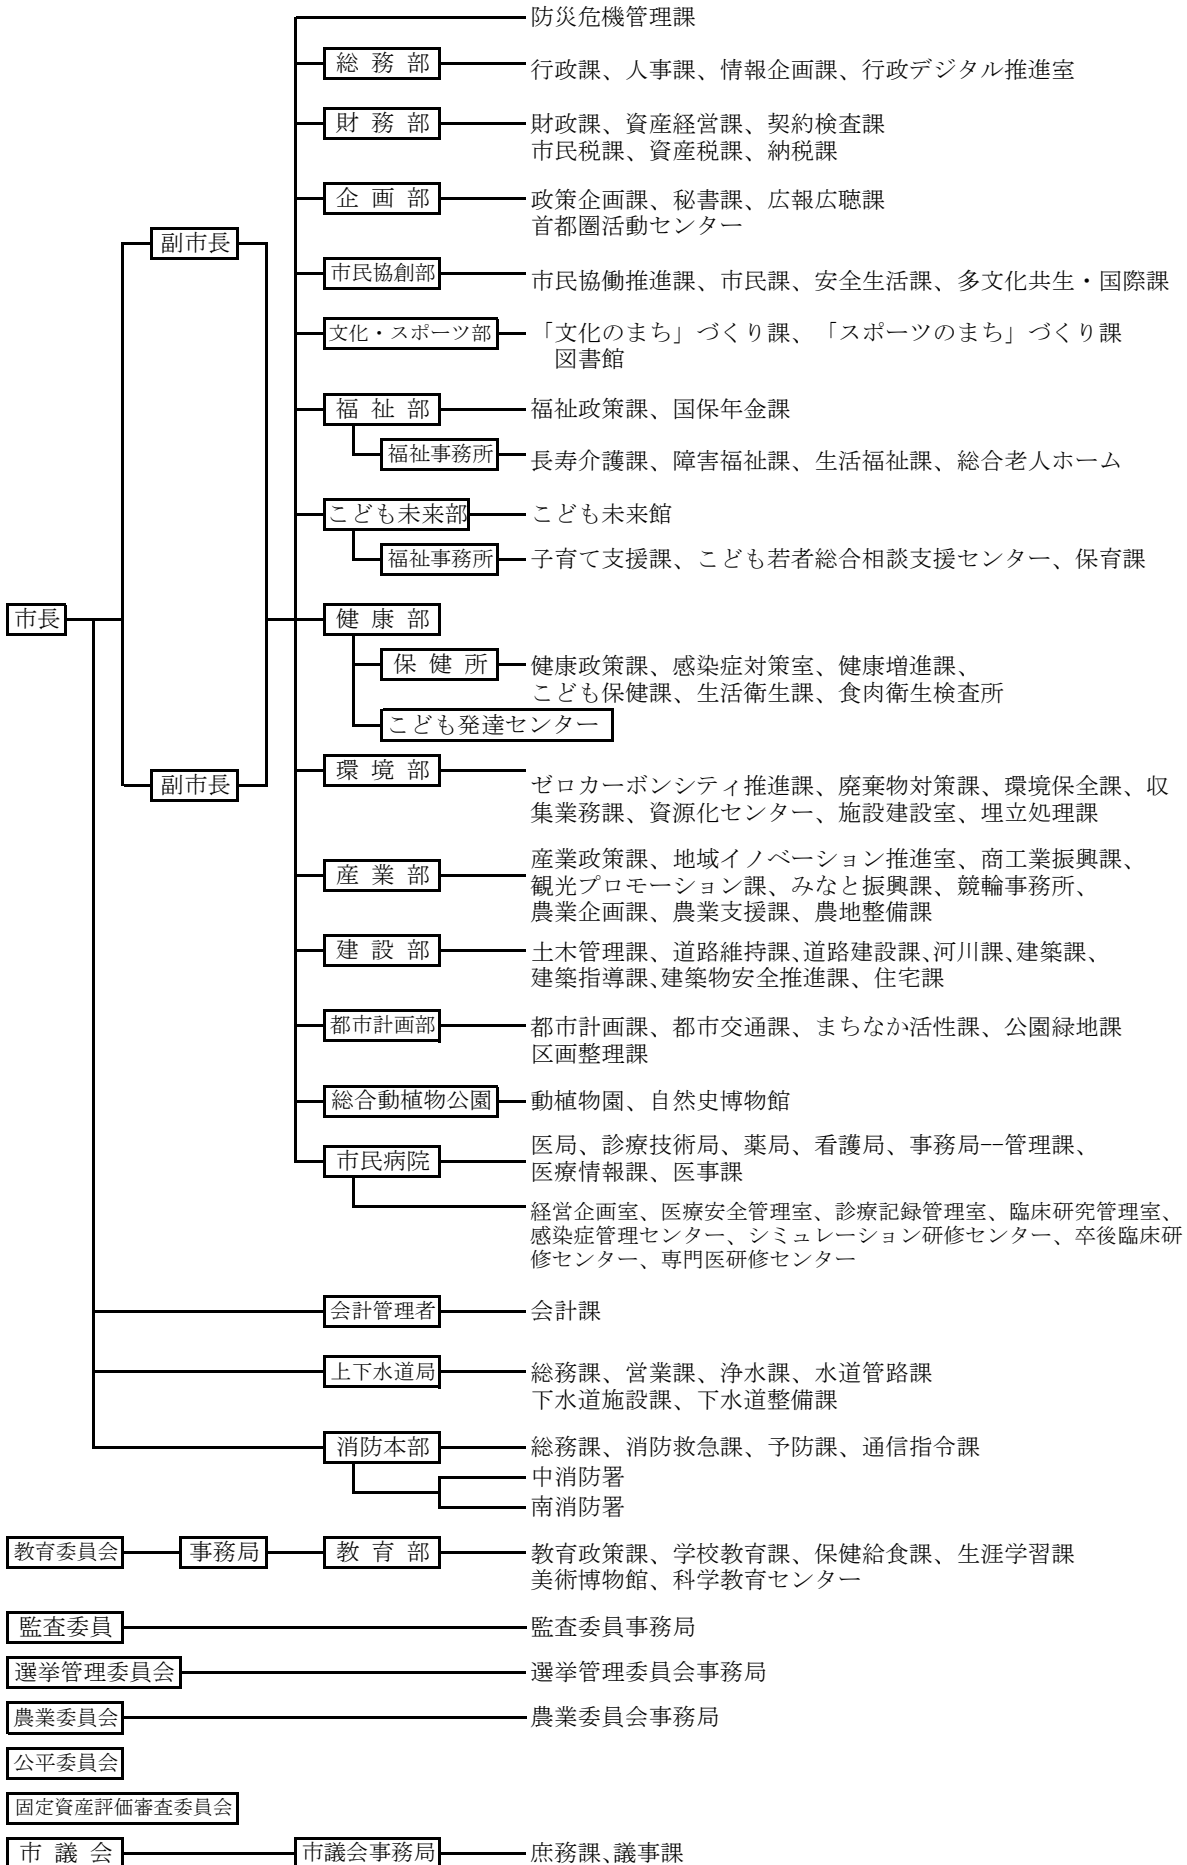 防災危機管理課
総務部
行政課、人事課、情報企画課、行政デジタル推進室
財務部
財政課、資産経営課、契約検査課
市民税課、資産税課、納税課
企画部
政策企画課、秘書課、広報広聴課
首都圏活動センター
副市長
市民協創部
市民協働推進課、市民課、安全生活課、多文化共生・国際課
文化・スポーツ部
「文化のまち」づくり課、「スポーツのまち」づくり課
図書館
福祉部
福祉政策課、国保年金課
福祉事務所
長寿介護課、障害福祉課、生活福祉課、総合老人ホーム
こども未来部
こども未来館
福祉事務所
子育て支援課、こども若者総合相談支援センター、保育課
市長
健康部
保健所
健康政策課、感染症対策室、健康増進課、
こども保健課、生活衛生課、食肉衛生検査所
こども発達センター
副市長
環境部
ゼロカーボンシティ推進課、廃棄物対策課、環境保全課、収
集業務課、資源化センター、施設建設室、埋立処理課
産業部
産業政策課、地域イノベーション推進室、商工業振興課、
観光プロモーション課、みなと振興課、競輪事務所、
農業企画課、農業支援課、農地整備課
建設部
土木管理課、道路維持課、道路建設課、河川課、建築課、
建築指導課、建築物安全推進課、住宅課
都市計画部
都市計画課、都市交通課、まちなか活性課、公園緑地課
区画整理課
総合動植物公園
動植物園、自然史博物館
市民病院
医局、診療技術局、薬局、看護局、事務局−−管理課、
医療情報課、医事課
経営企画室、医療安全管理室、診療記録管理室、臨床研究管理室、
感染症管理センター、シミュレーション研修センター、卒後臨床研
修センター、専門医研修センター
会計管理者
会計課
上下水道局
総務課、営業課、浄水課、水道管路課
下水道施設課、下水道整備課
消防本部
総務課、消防救急課、予防課、通信指令課
中消防署
南消防署
教育委員会
事務局
教育部
教育政策課、学校教育課、保健給食課、生涯学習課
美術博物館、科学教育センター
監査委員
監査委員事務局
選挙管理委員会
選挙管理委員会事務局
農業委員会
農業委員会事務局
公平委員会
固定資産評価審査委員会
市議会
市議会事務局
庶務課、議事課